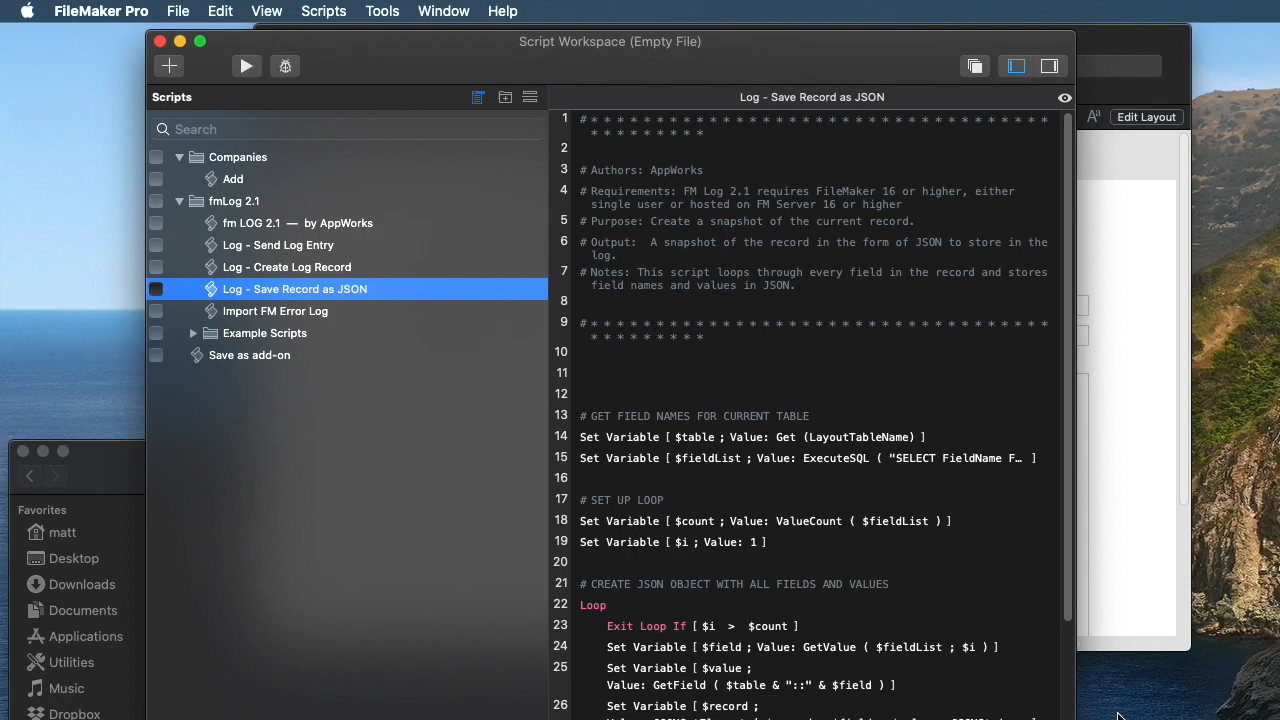 FileMaker Pro File Edit View Scripts Tools Window Help
Script Workspace (Empty File)
Scripts
Log - Save Record as JSON
Edit Layout
Search
Companies
Add
fmLog 2.1
fm LOG 2.1 — by AppWorks
Log - Send Log Entry
Log - Create Log Record
Log - Save Record as JSON
Import FM Error Log
Example Scripts
Save as add-on
Favorites
matt
Desktop
Downloads
Documents
Applications
Utilities
Music
Dropbox
1 # * * * * * * * * * * * * * * * * * * * * * * * * * * * * * * * * * * *
* * * * * * * * *
2
3 # Authors: AppWorks
4 # Requirements: FM Log 2.1 requires FileMaker 16 or higher, either
single user or hosted on FM Server 16 or higher
5 # Purpose: Create a snapshot of the current record.
6 # Output: A snapshot of the record in the form of JSON to store in the
log.
7 # Notes: This script loops through every field in the record and stores
field names and values in JSON.
8
9 # * * * * * * * * * * * * * * * * * * * * * * * * * * * * * * * * * * *
* * * * * * * * *
10
11
12
13 # GET FIELD NAMES FOR CURRENT TABLE
14 Set Variable [ $table ; Value: Get (LayoutTableName) ]
15 Set Variable [ $fieldList ; Value: ExecuteSQL ( "SELECT FieldName F… ]
16
17 # SET UP LOOP
18 Set Variable [ $count ; Value: ValueCount ( $fieldList ) ]
19 Set Variable [ $i ; Value: 1 ]
20
21 # CREATE JSON OBJECT WITH ALL FIELDS AND VALUES
22 Loop
23 Exit Loop If [ $i > $count ]
24 Set Variable [ $field ; Value: GetValue ( $fieldList ; $i ) ]
25 Set Variable [ $value ;
Value: GetField ( $table & "::" & $field ) ]
26 Set Variable [ $record ;